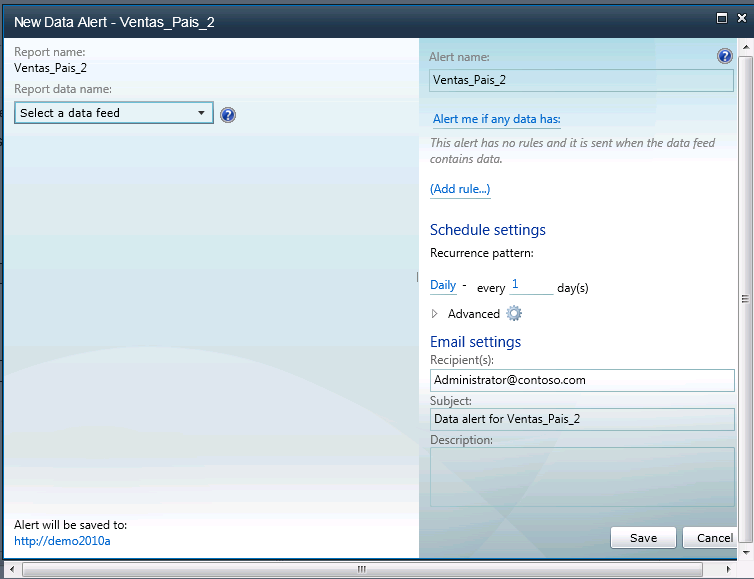 New Data Alert - Ventas_Pais_2
Report name:
Ventas_Pais_2
Report data name:
Select a data feed
Alert name:
Ventas_Pais_2
Alert me if any data has:
This alert has no rules and it is sent when the data feed
contains data.
(Add rule...)
Schedule settings
Recurrence pattern:
Daily - every 1 day(s)
Advanced
Email settings
Recipient(s):
Administrator@contoso.com
Subject:
Data alert for Ventas_Pais_2
Description:
Alert will be saved to:
http://demo2010a
Save Cancel